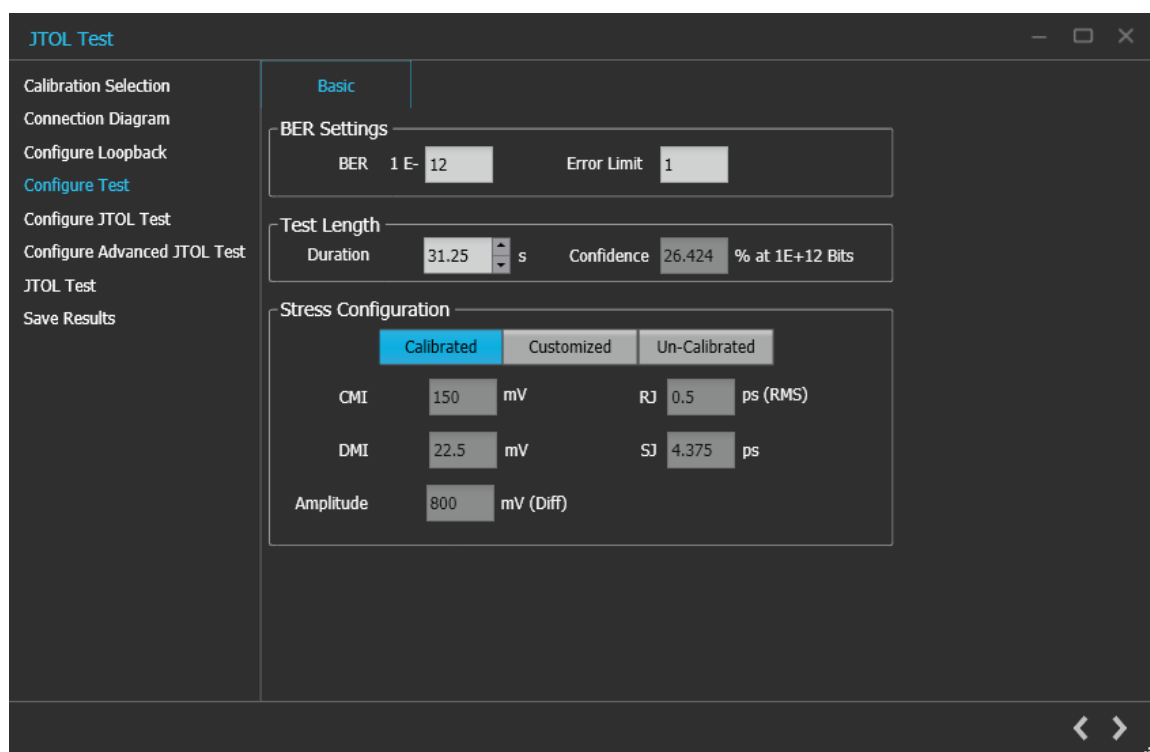 JTOL Test
Calibration Selection
Connection Diagram
Configure Loopback
Configure Test
Configure JTOL Test
Configure Advanced JTOL Test
JTOL Test
Save Results
Basic
BER Settings
BER 1 E- 12 Error Limit 1
Test Length
Duration 31.25 s Confidence 26.424 % at 1E+12 Bits
Stress Configuration
Calibrated Customized Un-Calibrated
CMI 150 mV RJ 0.5 ps (RMS)
DMI 22.5 mV SJ 4.375 ps
Amplitude 800 mV (Diff)